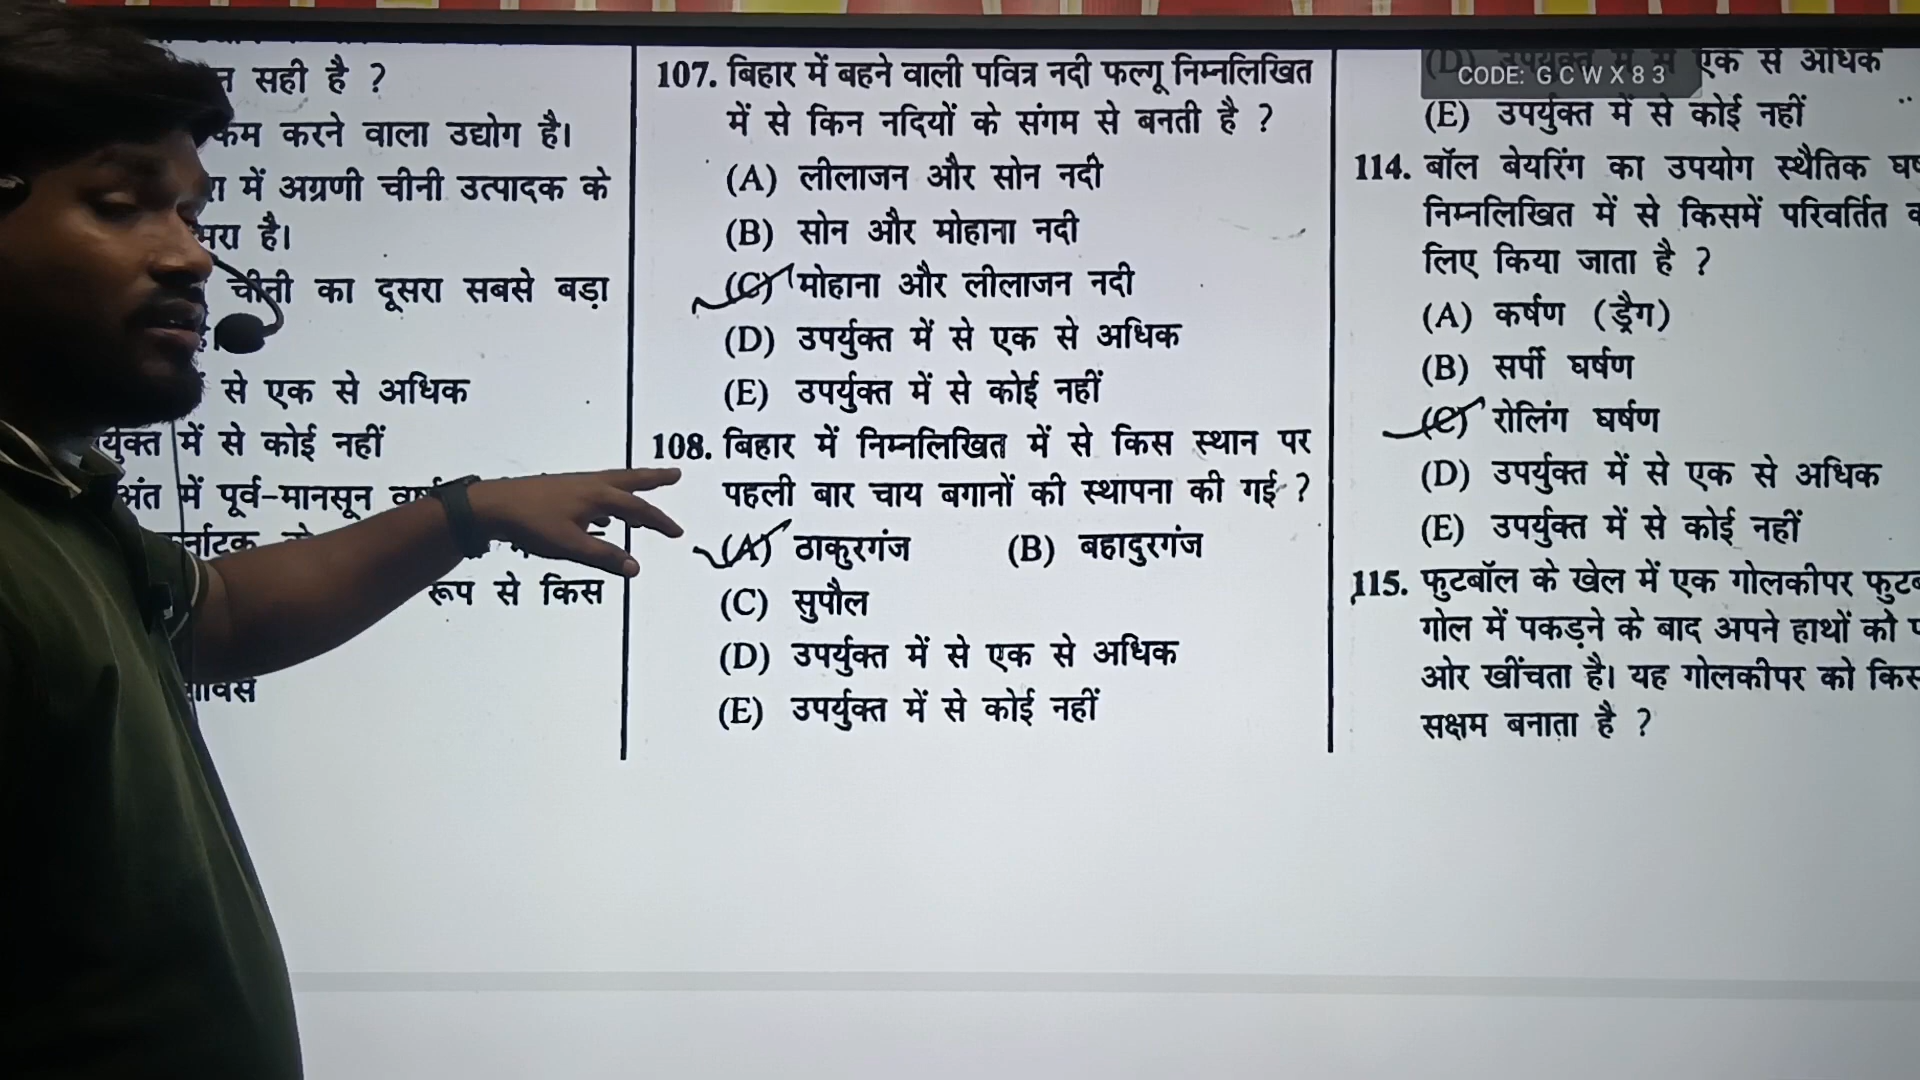 सही है ?
कम करने वाला उद्योग है।
में अग्रणी चीनी उत्पादक के
है।
चीनी का दूसरा सबसे बड़ा
से एक से अधिक
में से कोई नहीं
अंत में पूर्व-मानसून
रूप से किस
107. बिहार में बहने वाली पवित्र नदी फल्गू निम्नलिखित
में से किन नदियों के संगम से बनती है ?
(A) लीलाजन और सोन नदी
(B) सोन और मोहाना नदी
(C) मोहाना और लीलाजन नदी
(D) उपर्युक्त में से एक से अधिक
(E) उपर्युक्त में से कोई नहीं
108. बिहार में निम्नलिखित में से किस स्थान पर
पहली बार चाय बगानों की स्थापना की गई ?
(A) ठाकुरगंज (B) बहादुरगंज
(C) सुपौल
(D) उपर्युक्त में से एक से अधिक
(E) उपर्युक्त में से कोई नहीं
(D) एक से अधिक
CODE: G C W X 8 3
(E) उपर्युक्त में से कोई नहीं
114. बॉल बेयरिंग का उपयोग स्थैतिक
निम्नलिखित में से किसमें परिवर्तित
लिए किया जाता है ?
(A) कर्षण (ड्रैग)
(B) सर्पी घर्षण
(C) रोलिंग घर्षण
(D) उपर्युक्त में से एक से अधिक
(E) उपर्युक्त में से कोई नहीं
115. फुटबॉल के खेल में एक गोलकीपर
गोल में पकड़ने के बाद अपने हाथों को
ओर खींचता है। यह गोलकीपर को
सक्षम बनाता है ?